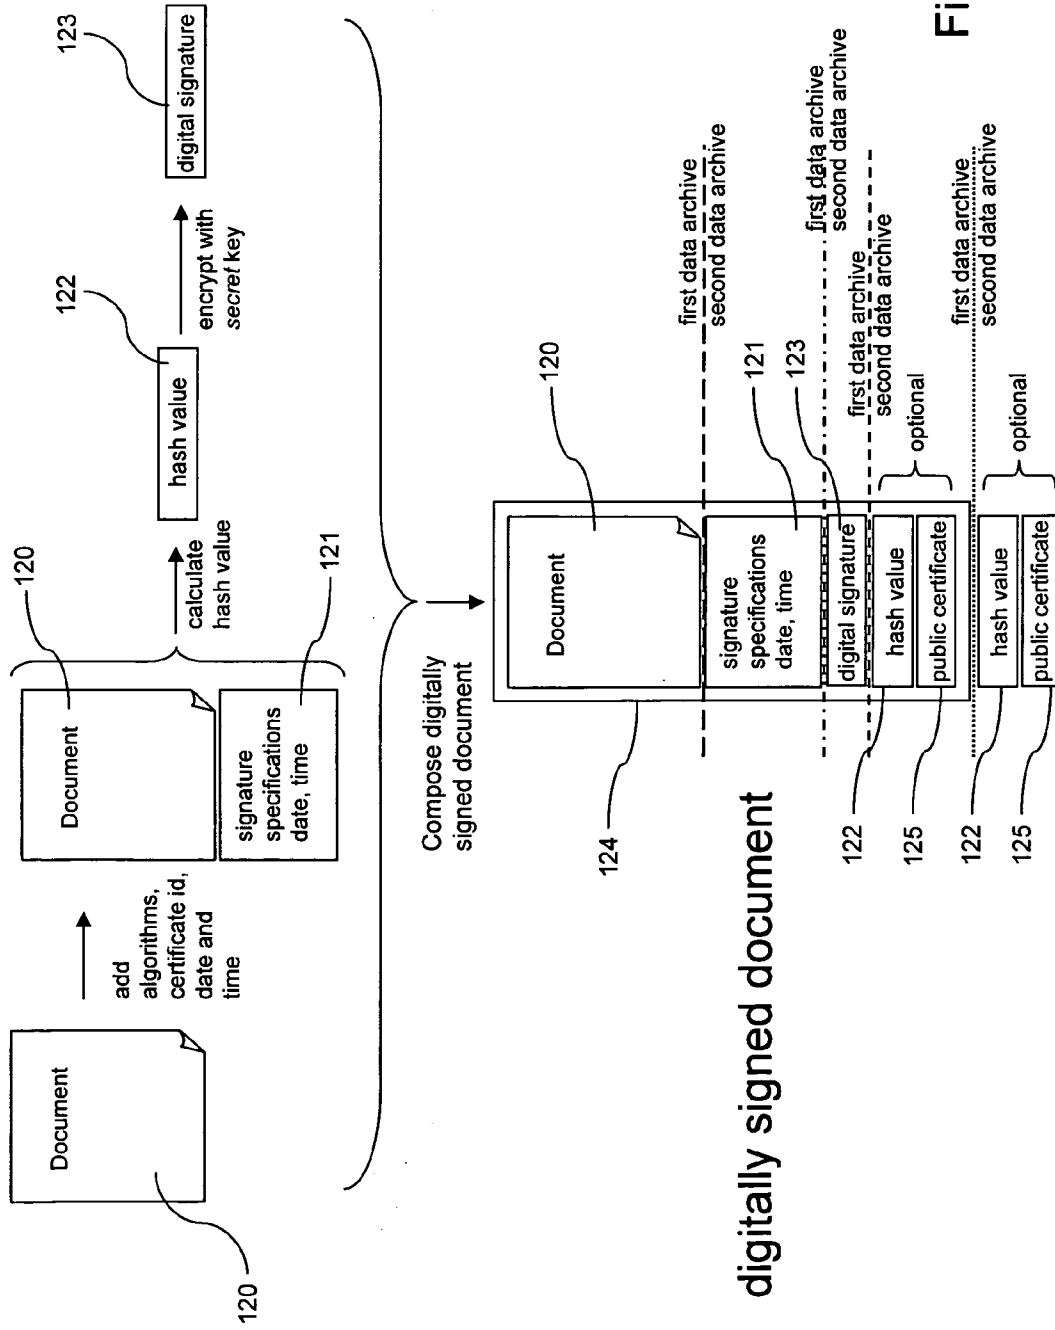 Document
120
add
algorithms,
certificate id,
date and
time
Document
120
signature
specifications
date, time
121
calculate
hash value
hash value
122
encrypt with
secret key
digital signature
123
Compose digitally
signed document
digitally signed document
124
Document
120
first data archive
second data archive
signature
specifications
date, time
121
123
first data archive
second data archive
digital signature
first data archive
second data archive
122
hash value
optional
125
public certificate
first data archive
second data archive
122
hash value
optional
125
public certificate
Fi